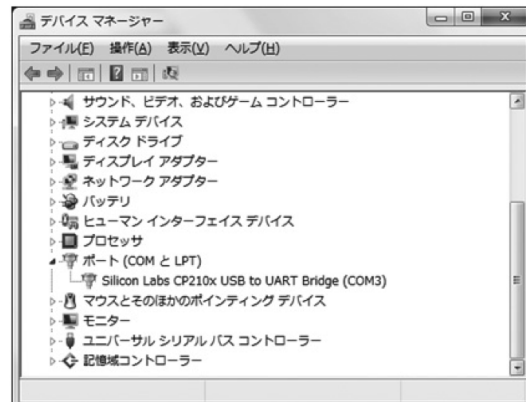 デバイス マネージャー
ファイル(F) 操作(A) 表示(V) ヘルプ(H)
サウンド、ビデオ、およびゲーム コントローラー
システム デバイス
ディスク ドライブ
ディスプレイ アダプター
ネットワーク アダプター
バッテリ
ヒューマン インターフェイス デバイス
プロセッサ
ポート (COM と LPT)
Silicon Labs CP210x USB to UART Bridge (COM3)
マウスとそのほかのポインティング デバイス
モニター
ユニバーサル シリアル バス コントローラー
記憶域コントローラー